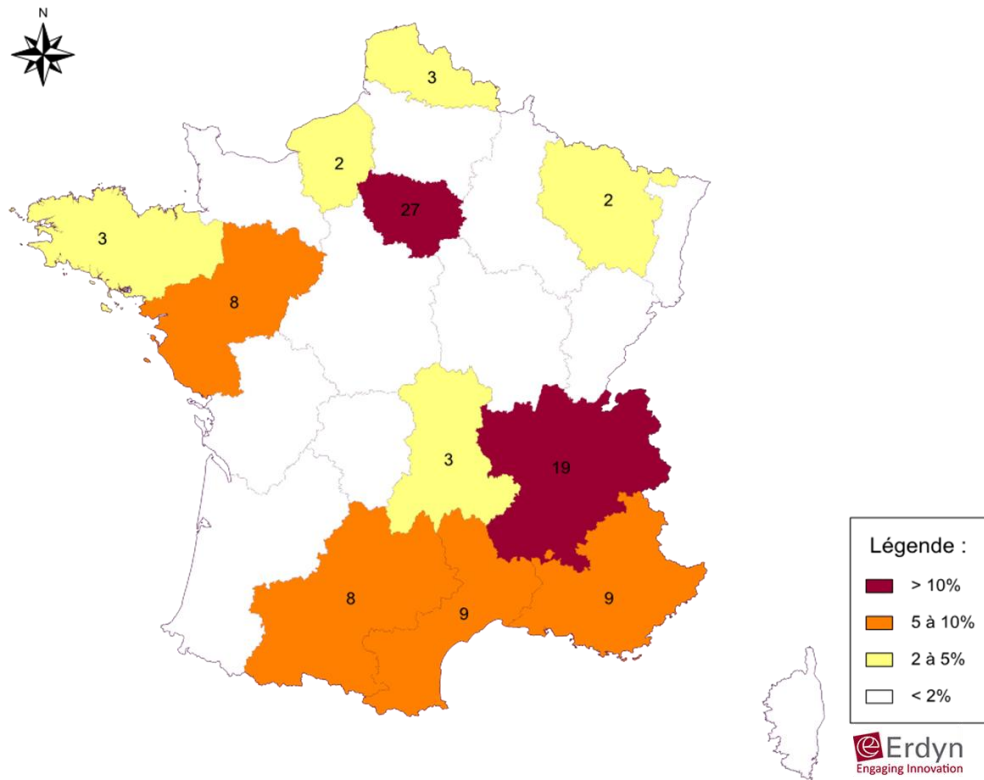 N
3
2
27
2
3
8
3
19
8
9
9
Légende :
> 10%
5 à 10%
2 à 5%
< 2%
e Erdyn
Engaging Innovation